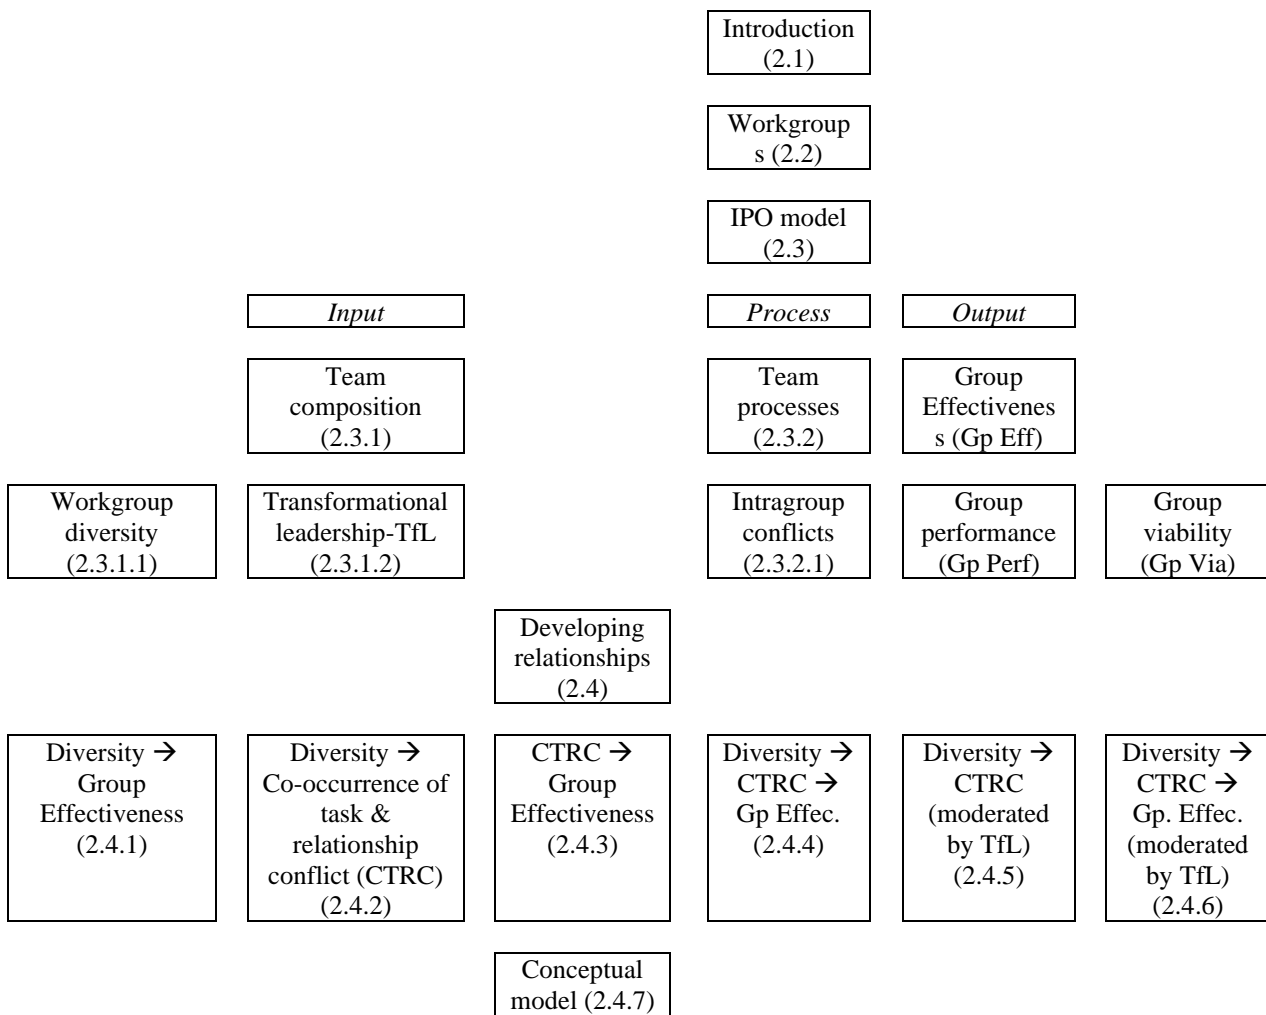 Introduction
(2.1)
Workgroup
s (2.2)
IPO model
(2.3)
Input
Process
Output
Team
composition
(2.3.1)
Team
processes
(2.3.2)
Group
Effectivenes
s (Gp Eff)
Workgroup
diversity
(2.3.1.1)
Transformational
leadership-TfL
(2.3.1.2)
Intragroup
conflicts
(2.3.2.1)
Group
performance
(Gp Perf)
Group
viability
(Gp Via)
Developing
relationships
(2.4)
Diversity →
Group
Effectiveness
(2.4.1)
Diversity →
Co-occurrence of
task &
relationship
conflict (CTRC)
(2.4.2)
CTRC →
Group
Effectiveness
(2.4.3)
Diversity →
CTRC →
Gp Effec.
(2.4.4)
Diversity →
CTRC
(moderated
by TfL)
(2.4.5)
Diversity →
CTRC →
Gp. Effec.
(moderated
by TfL)
(2.4.6)
Conceptual
model (2.4.7)